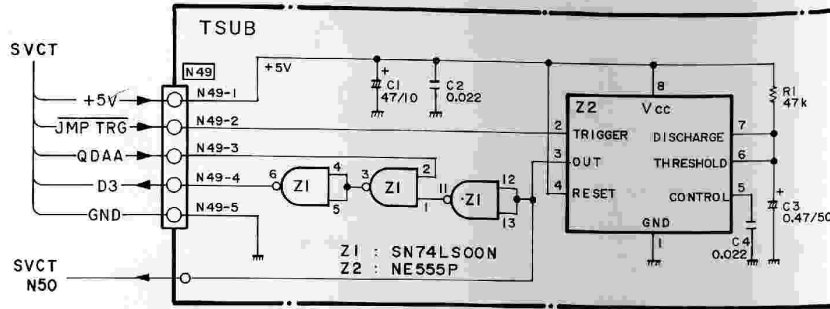 TSUB
SVCT
N49
+5V
N49-1
+5V
JMP TRG
N49-2
QDAA
N49-3
D3
N49-4
GND
N49-5
SVCT
N50
+
C1
47/10
C2
0.022
6
Z1
4
5
3
Z1
2
1
11
Z1
12
13
Z1 : SN74LS00N
Z2 : NE555P
Z2
8
Vcc
2
TRIGGER
3
OUT
4
RESET
DISCHARGE
7
THRESHOLD
6
CONTROL
5
GND
1
R1
47k
+
C3
0.47/50
C4
0.022